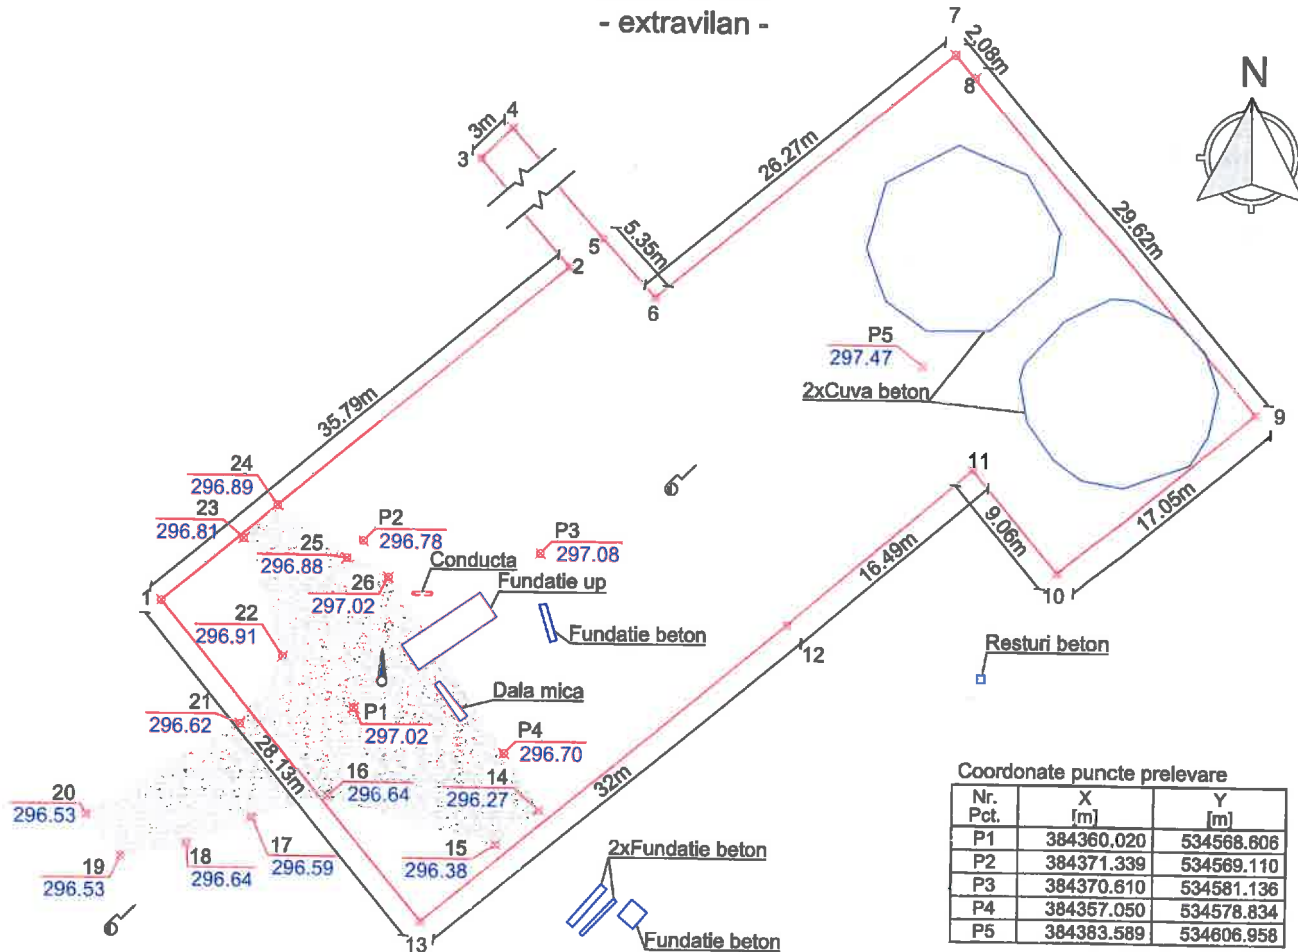 - extravilan -
7
2,08m
8
N
4
3m
3
26.27m
29.62m
5
5.35m
2
6
P5
297.47
2xCuva beton
9
35.79m
11
17.05m
9.06m
16.49m
10
12
24
296.89
23
296.81
P2
296.78
P3
297.08
25
296.88
26
297.02
Conducta
Fundatie up
Fundatie beton
1
22
296.91
Dala mica
Resturi beton
21
296.62
P1
297.02
P4
296.70
28.13m
32m
16
296.64
14
296.27
20
296.53
15
296.38
17
296.59
18
296.64
19
296.53
13
2xFundatie beton
Fundatie beton
Coordonate puncte prelevare
Nr. Pct. X [m] Y [m]
P1 384360.020 534568.606
P2 384371.339 534569.110
P3 384370.610 534581.136
P4 384357.050 534578.834
P5 384383.589 534606.958